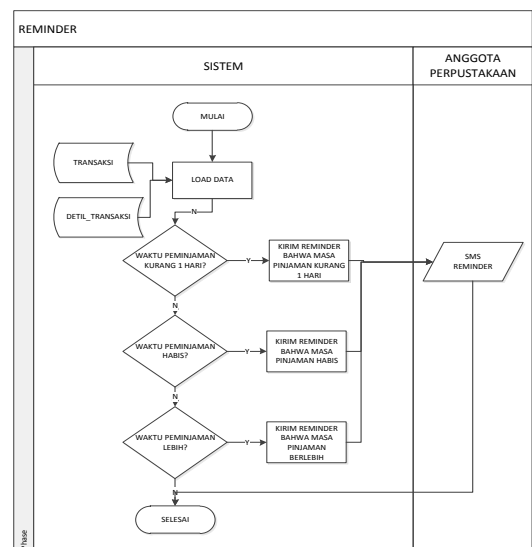 REMINDER
SISTEM
ANGGOTA
PERPUSTAKAAN
MULAI
TRANSAKSI
LOAD DATA
DETIL_TRANSAKSI
N
WAKTU PEMINJAMAN
KURANG 1 HARI?
Y
KIRIM REMINDER
BAHWA MASA
PINJAMAN KURANG
1 HARI
SMS
REMINDER
N
WAKTU PEMINJAMAN
HABIS?
Y
KIRIM REMINDER
BAHWA MASA
PINJAMAN HABIS
N
WAKTU PEMINJAMAN
LEBIH?
Y
KIRIM REMINDER
BAHWA MASA
PINJAMAN
BERLEBIH
N
SELESAI
Phase